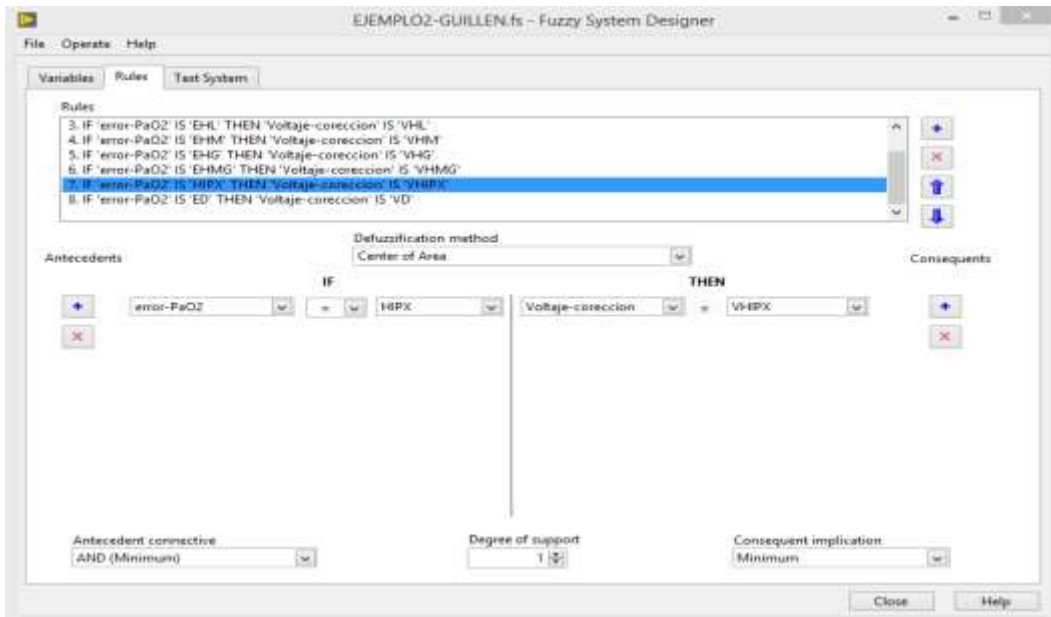 EJEMPLO2-GUILLEN.fs - Fuzzy System Designer
File Operate Help
Variables Rules Test System
Rules
3. IF 'error-PaO2' IS 'EHL' THEN 'Voltaje-coreccion' IS 'VHL'
4. IF 'error-PaO2' IS 'EHM' THEN 'Voltaje-coreccion' IS 'VHM'
5. IF 'error-PaO2' IS 'EHG' THEN 'Voltaje-coreccion' IS 'VHG'
6. IF 'error-PaO2' IS 'EHMG' THEN 'Voltaje-coreccion' IS 'VHMG'
7. IF 'error-PaO2' IS 'HIPX' THEN 'Voltaje-coreccion' IS 'VHIPX'
8. IF 'error-PaO2' IS 'ED' THEN 'Voltaje-coreccion' IS 'VD'
Defuzzification method
Antecedents Center of Area Consequents
IF THEN
error-PaO2 = HIPX Voltaje-coreccion = VHIPX
Antecedent connective Degree of support Consequent implication
AND (Minimum) 1 Minimum
Close Help